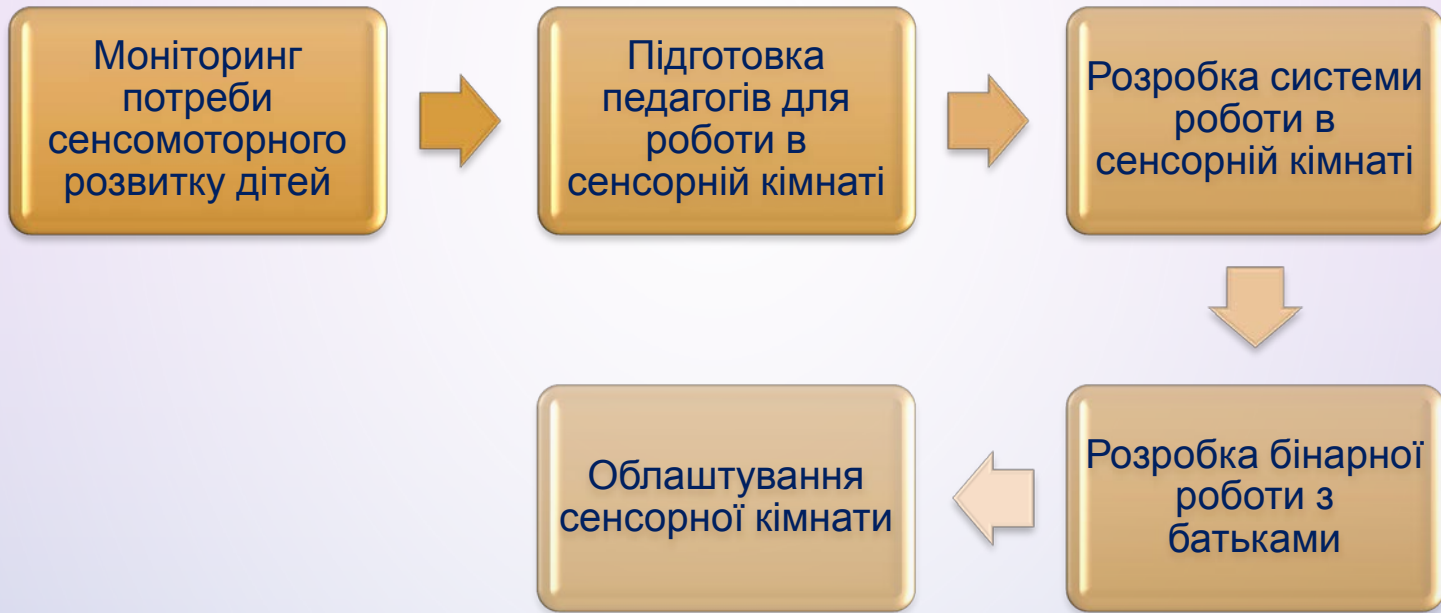 Моніторинг
потреби
сенсомоторного
розвитку дітей
Підготовка
педагогів для
роботи в
сенсорній кімнаті
Розробка системи
роботи в
сенсорній кімнаті
Розробка бінарної
роботи з
батьками
Облаштування
сенсорної кімнати